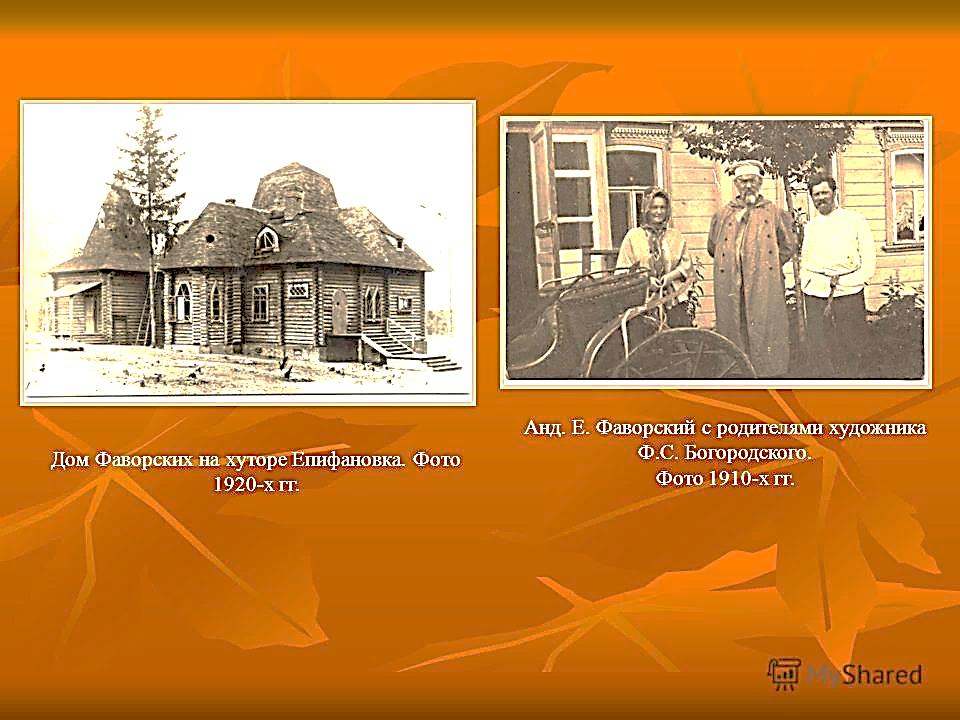 Дом Фаворских на хуторе Епифановка. Фото
1920-х гг.
Анд. Е. Фаворский с родителями художника
Ф.С. Богородского.
Фото 1910-х гг.
MyShared